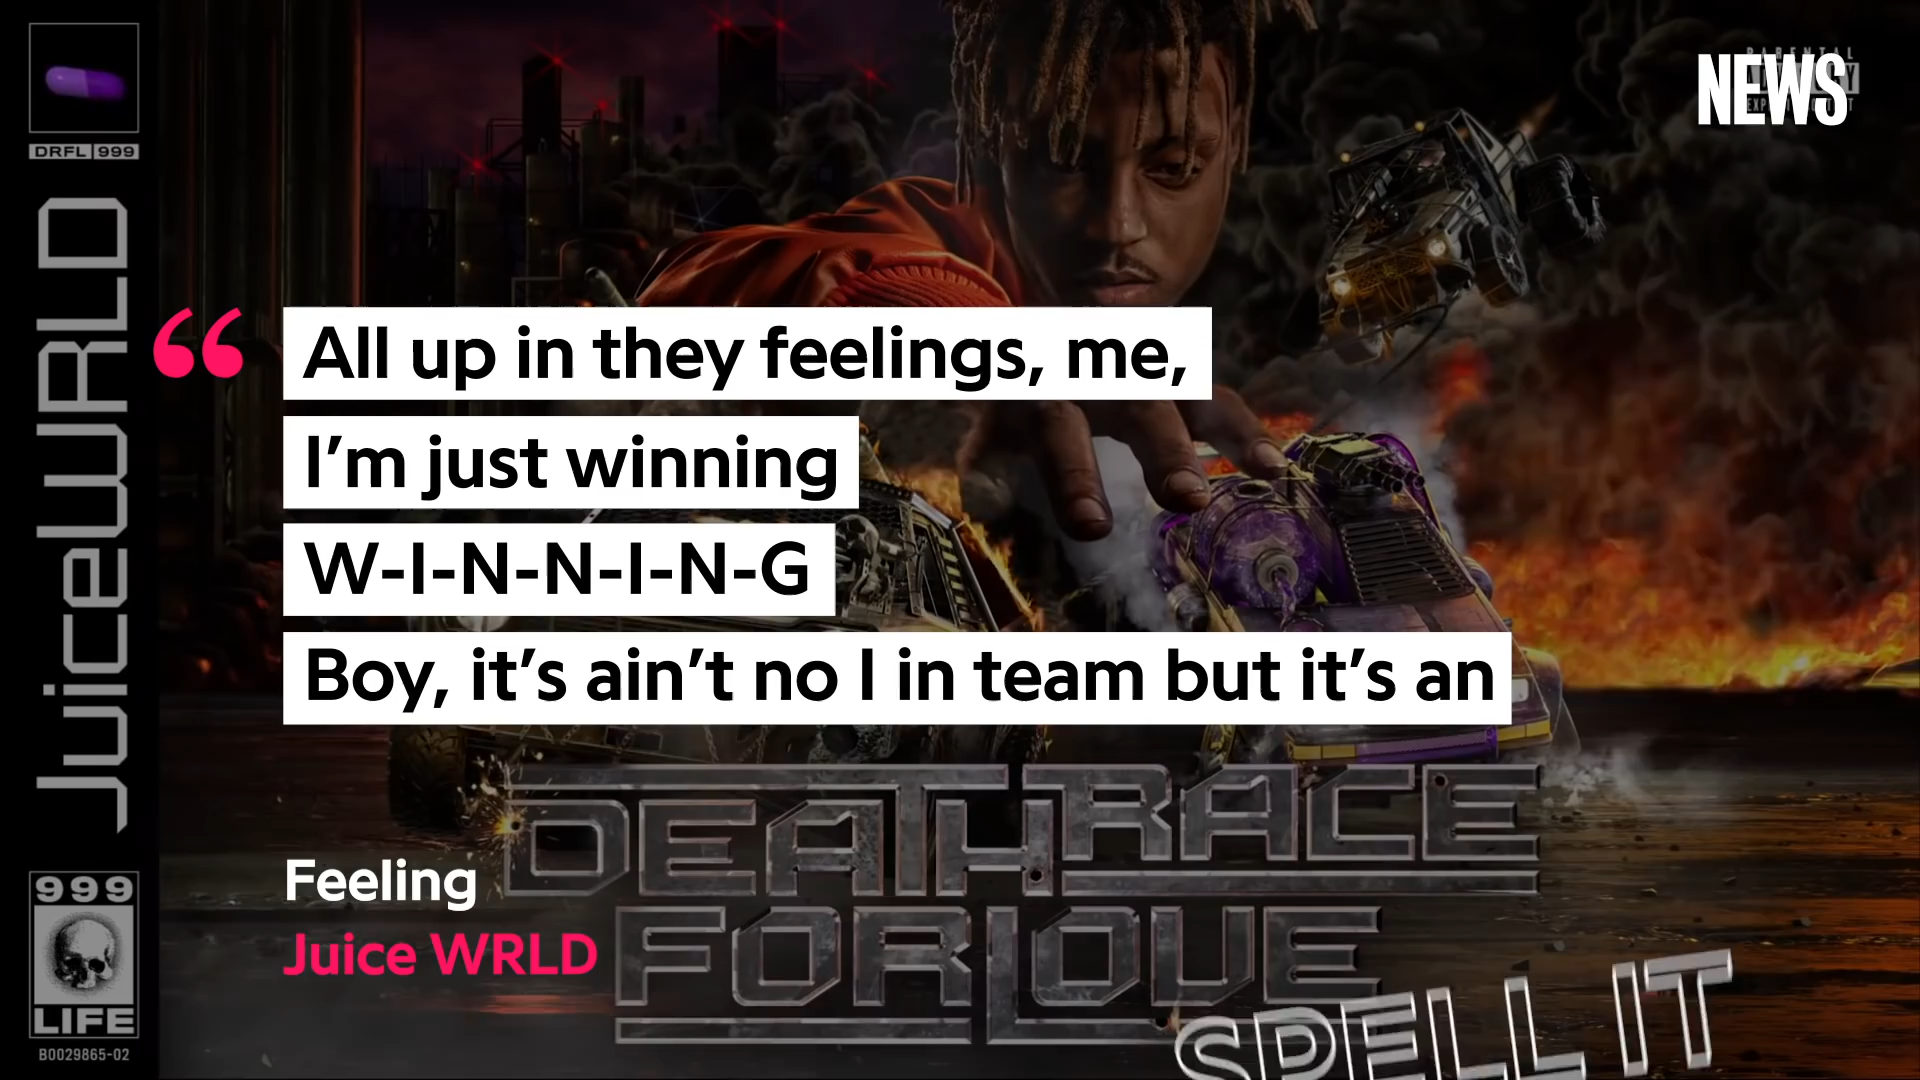 DRFL 999
JuiceWRLD
999
LIFE
B0029865-02
NEWS
“
All up in they feelings, me,
I’m just winning
W-I-N-N-I-N-G
Boy, it’s ain’t no I in team but it’s an
Feeling
Juice WRLD
DEATH RACE
FOR LOVE
SPELL IT